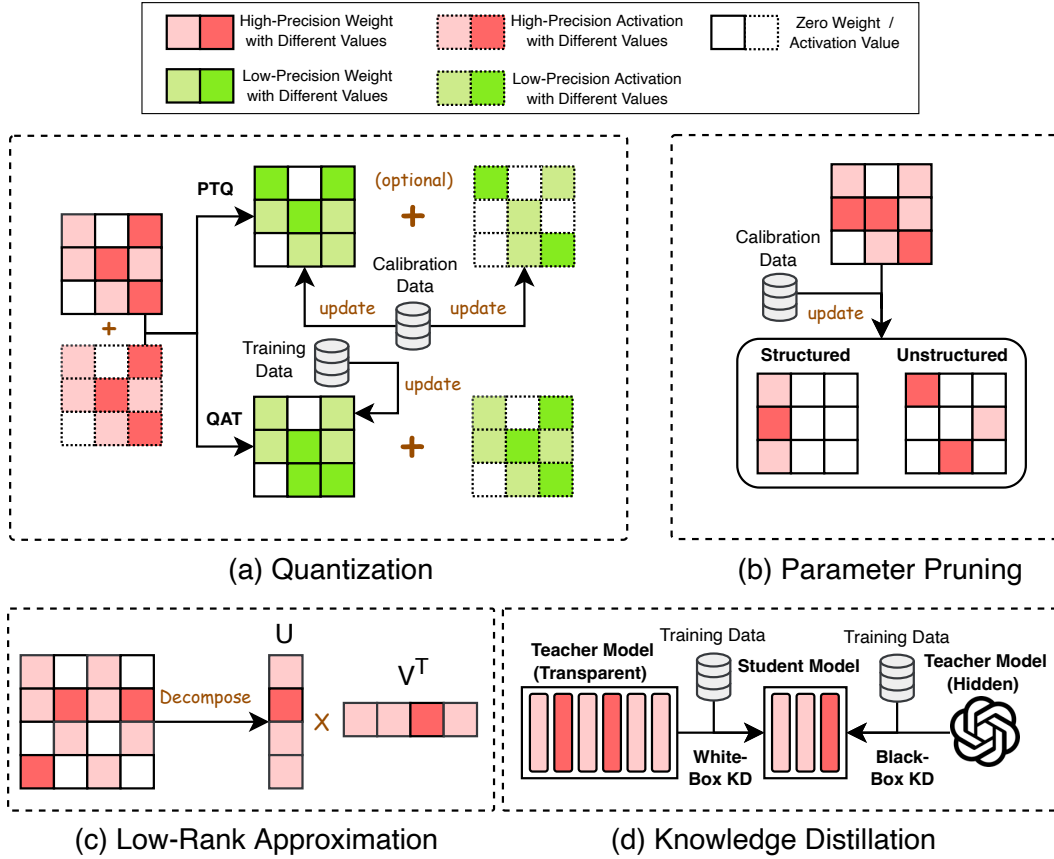 High-Precision Weight
with Different Values
High-Precision Activation
with Different Values
Zero Weight /
Activation Value
Low-Precision Weight
with Different Values
Low-Precision Activation
with Different Values
PTQ
(optional)
+
Calibration
Data
update
update
+
Training
Data
update
QAT
+
(a) Quantization
Calibration
Data
update
Structured
Unstructured
(b) Parameter Pruning
Decompose
U
X
V^T
(c) Low-Rank Approximation
Teacher Model
(Transparent)
Training Data
White-
Box KD
Student Model
Training Data
Black-
Box KD
Teacher Model
(Hidden)
(d) Knowledge Distillation